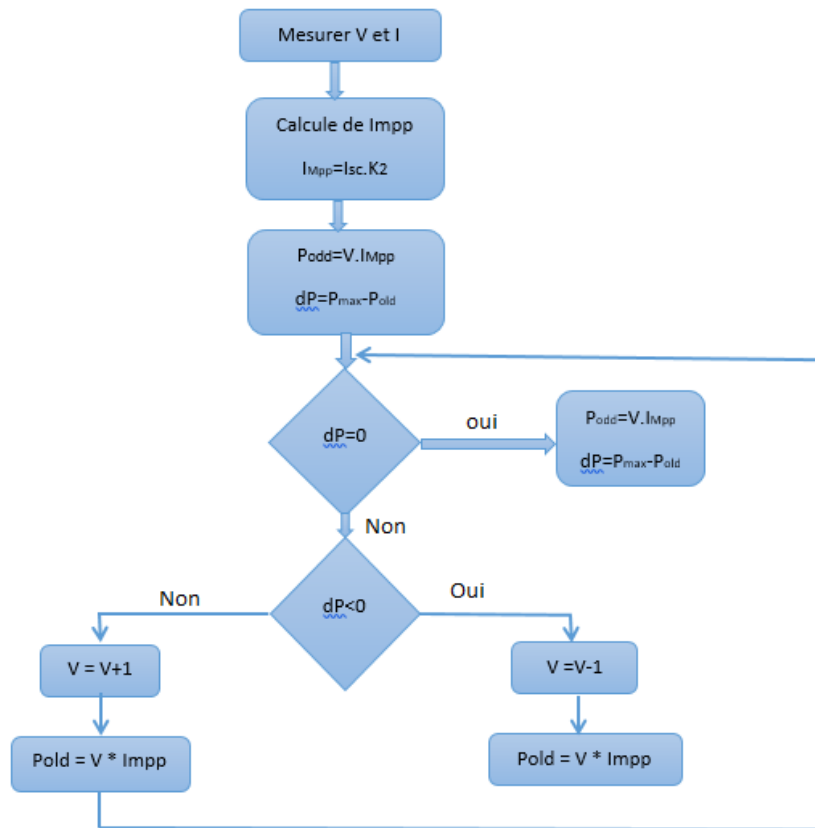 Mesurer V et I
Calcule de Impp
IMpp=Isc.K2
Podd=V.IMpp
dP=Pmax-Pold
dP=0
oui
Podd=V.IMpp
dP=Pmax-Pold
Non
dP<0
Non
Oui
V = V+1
V =V-1
Pold = V * Impp
Pold = V * Impp